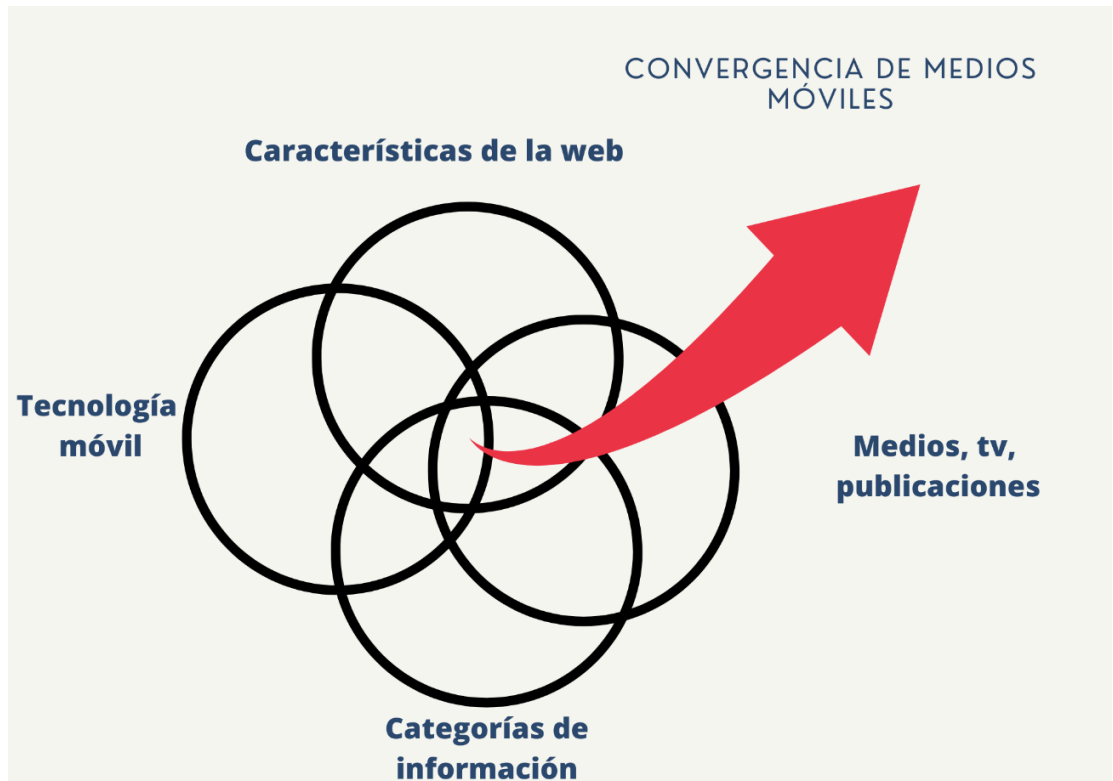 CONVERGENCIA DE MEDIOS
MÓVILES
Características de la web
Tecnología
móvil
Medios, tv,
publicaciones
Categorías de
información